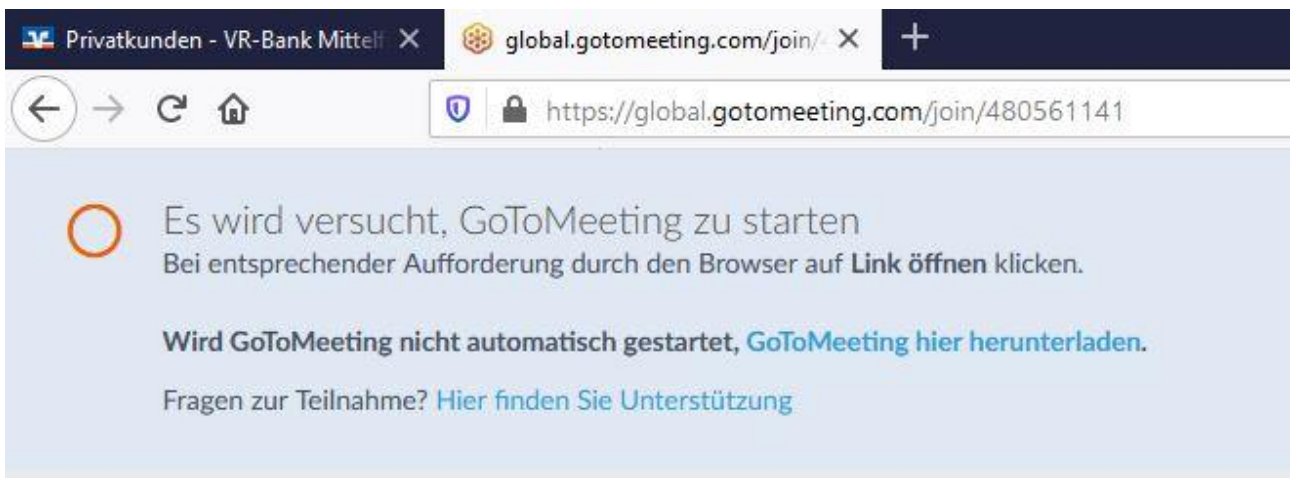 Privatkunden - VR-Bank Mittelf
global.gotomeeting.com/join/4
https://global.gotomeeting.com/join/480561141
Es wird versucht, GoToMeeting zu starten
Bei entsprechender Aufforderung durch den Browser auf Link öffnen klicken.
Wird GoToMeeting nicht automatisch gestartet, GoToMeeting hier herunterladen.
Fragen zur Teilnahme? Hier finden Sie Unterstützung